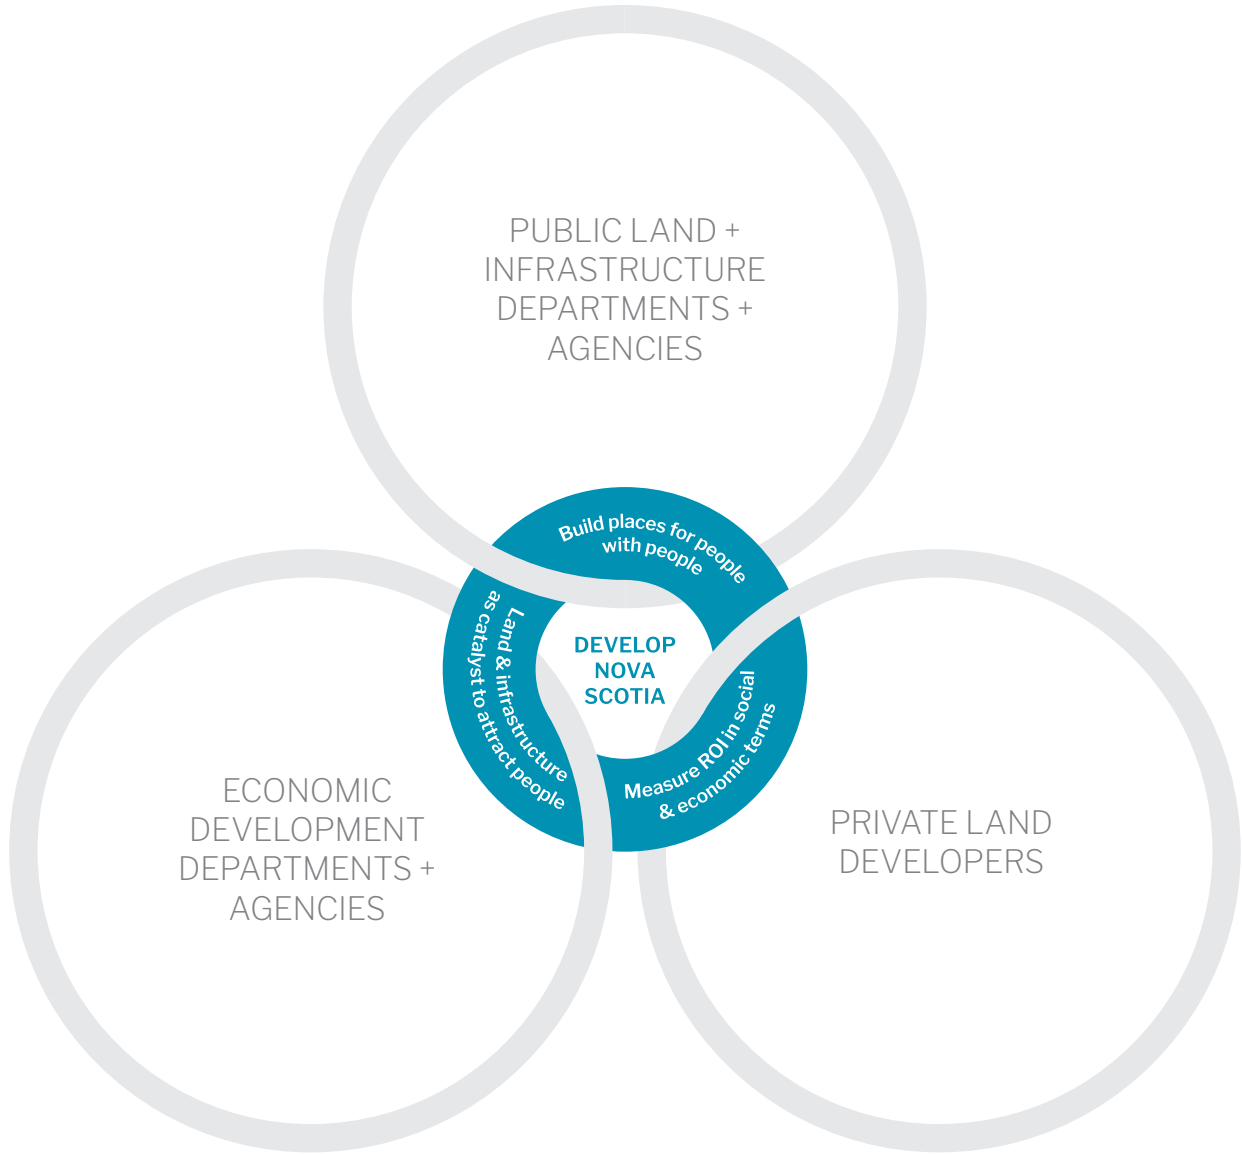 PUBLIC LAND +
INFRASTRUCTURE
DEPARTMENTS +
AGENCIES
Build places for people
with people
Land & infrastructure
as catalyst to attract people
DEVELOP
NOVA
SCOTIA
Measure ROI in social
& economic terms
ECONOMIC
DEVELOPMENT
DEPARTMENTS +
AGENCIES
PRIVATE LAND
DEVELOPERS